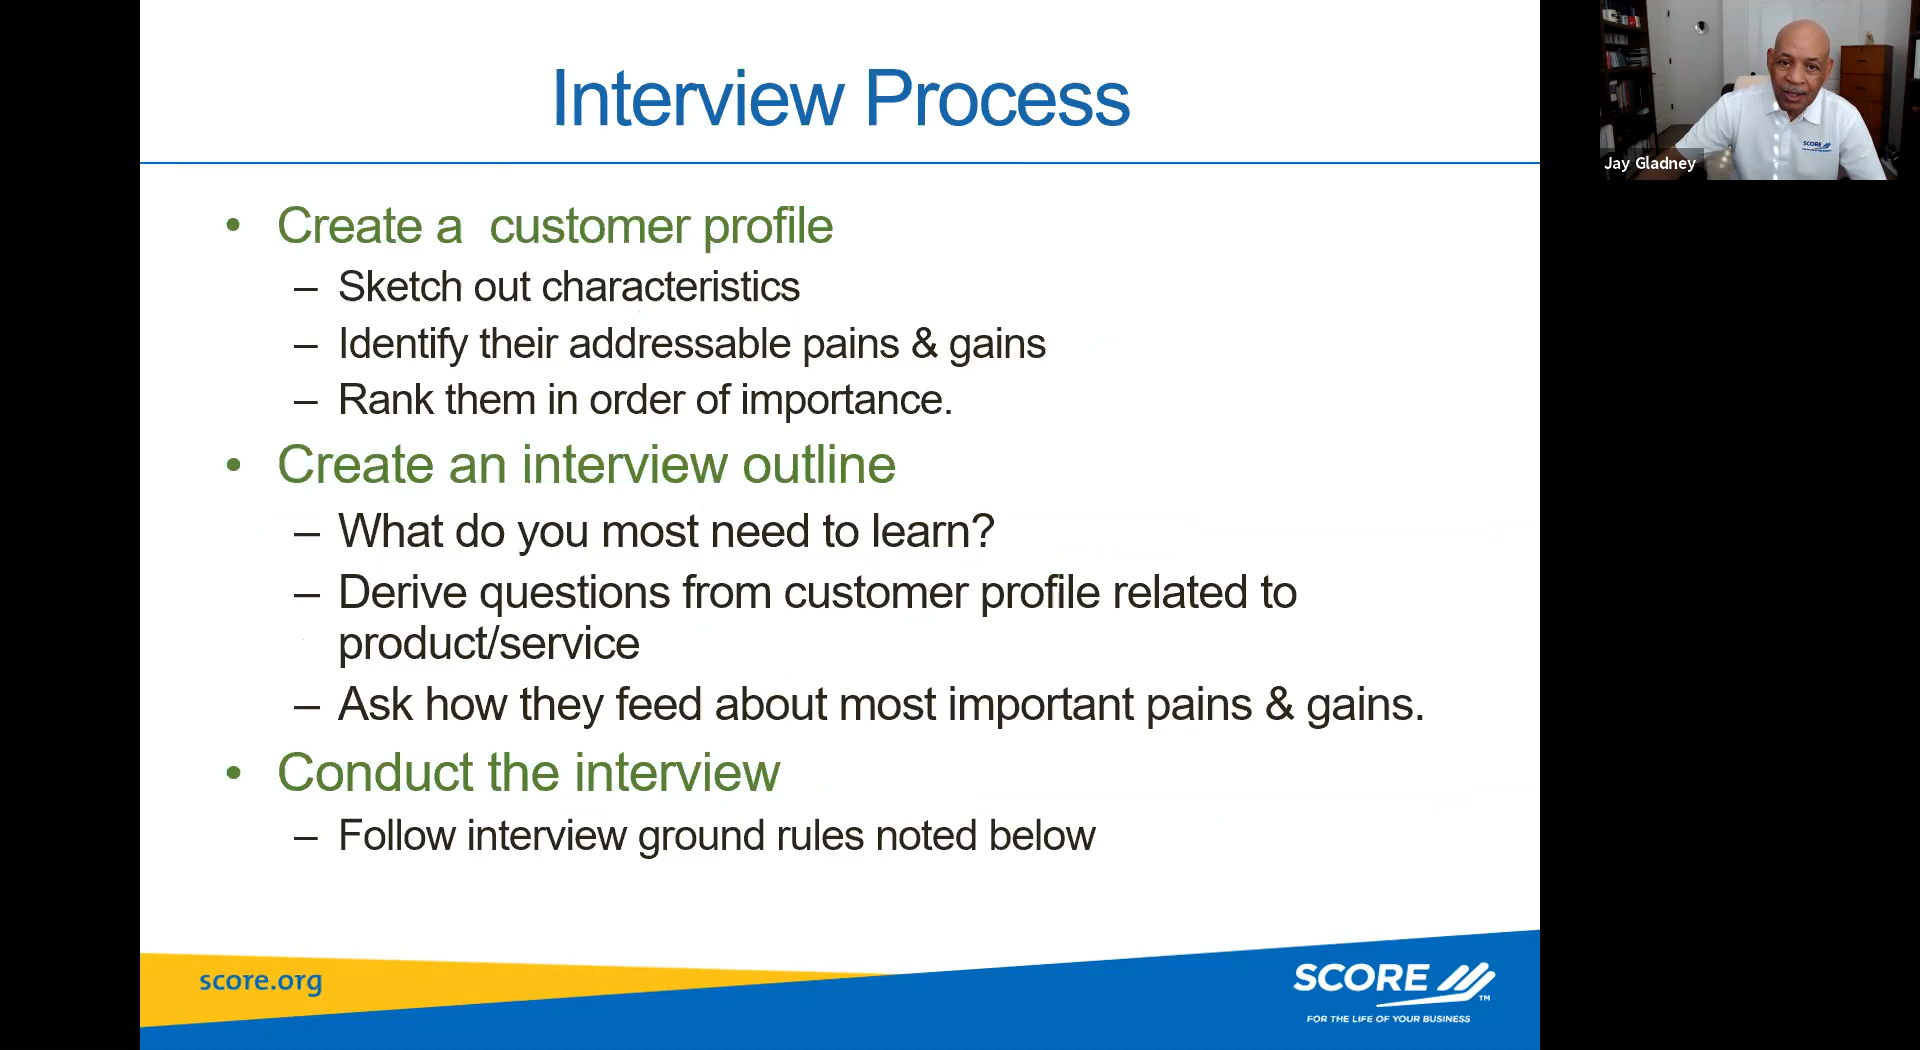 Interview Process
• Create a  customer profile
– Sketch out characteristics
– Identify their addressable pains & gains
– Rank them in order of importance.
• Create an interview outline
– What do you most need to learn?
– Derive questions from customer profile related to
product/service
– Ask how they feed about most important pains & gains.
• Conduct the interview
– Follow interview ground rules noted below
score.org
SCORE
TM
FOR THE LIFE OF YOUR BUSINESS
Jay Gladney
SCORE